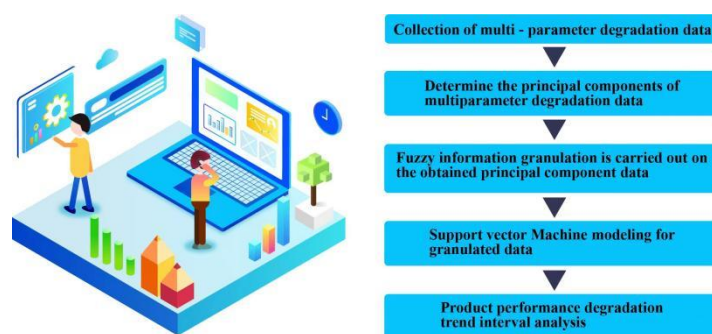 Collection of multi - parameter degradation data
Determine the principal components of
multiparameter degradation data
Fuzzy information granulation is carried out on
the obtained principal component data
Support vector Machine modeling for
granulated data
Product performance degradation
trend interval analysis